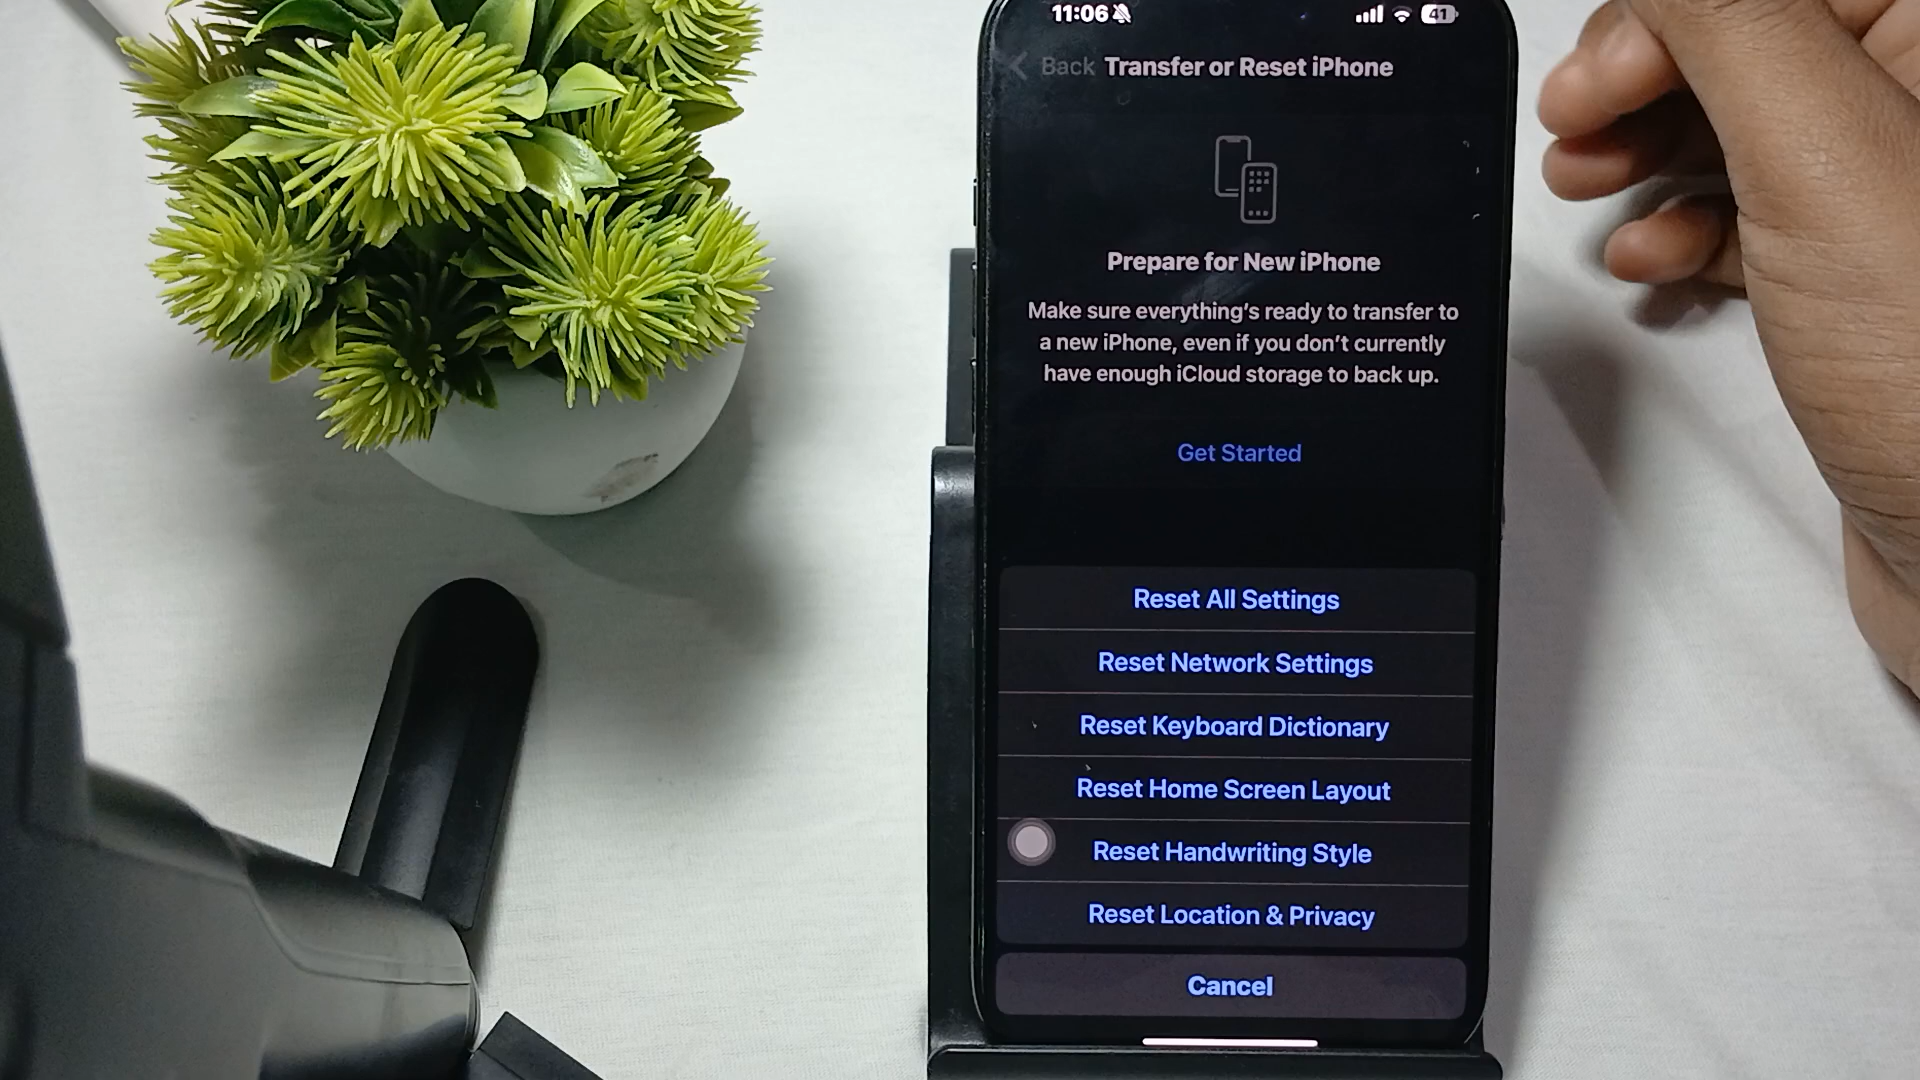 11:06
41
Back Transfer or Reset iPhone
Prepare for New iPhone
Make sure everything's ready to transfer to
a new iPhone, even if you don't currently
have enough iCloud storage to back up.
Get Started
Reset All Settings
Reset Network Settings
Reset Keyboard Dictionary
Reset Home Screen Layout
Reset Handwriting Style
Reset Location & Privacy
Cancel